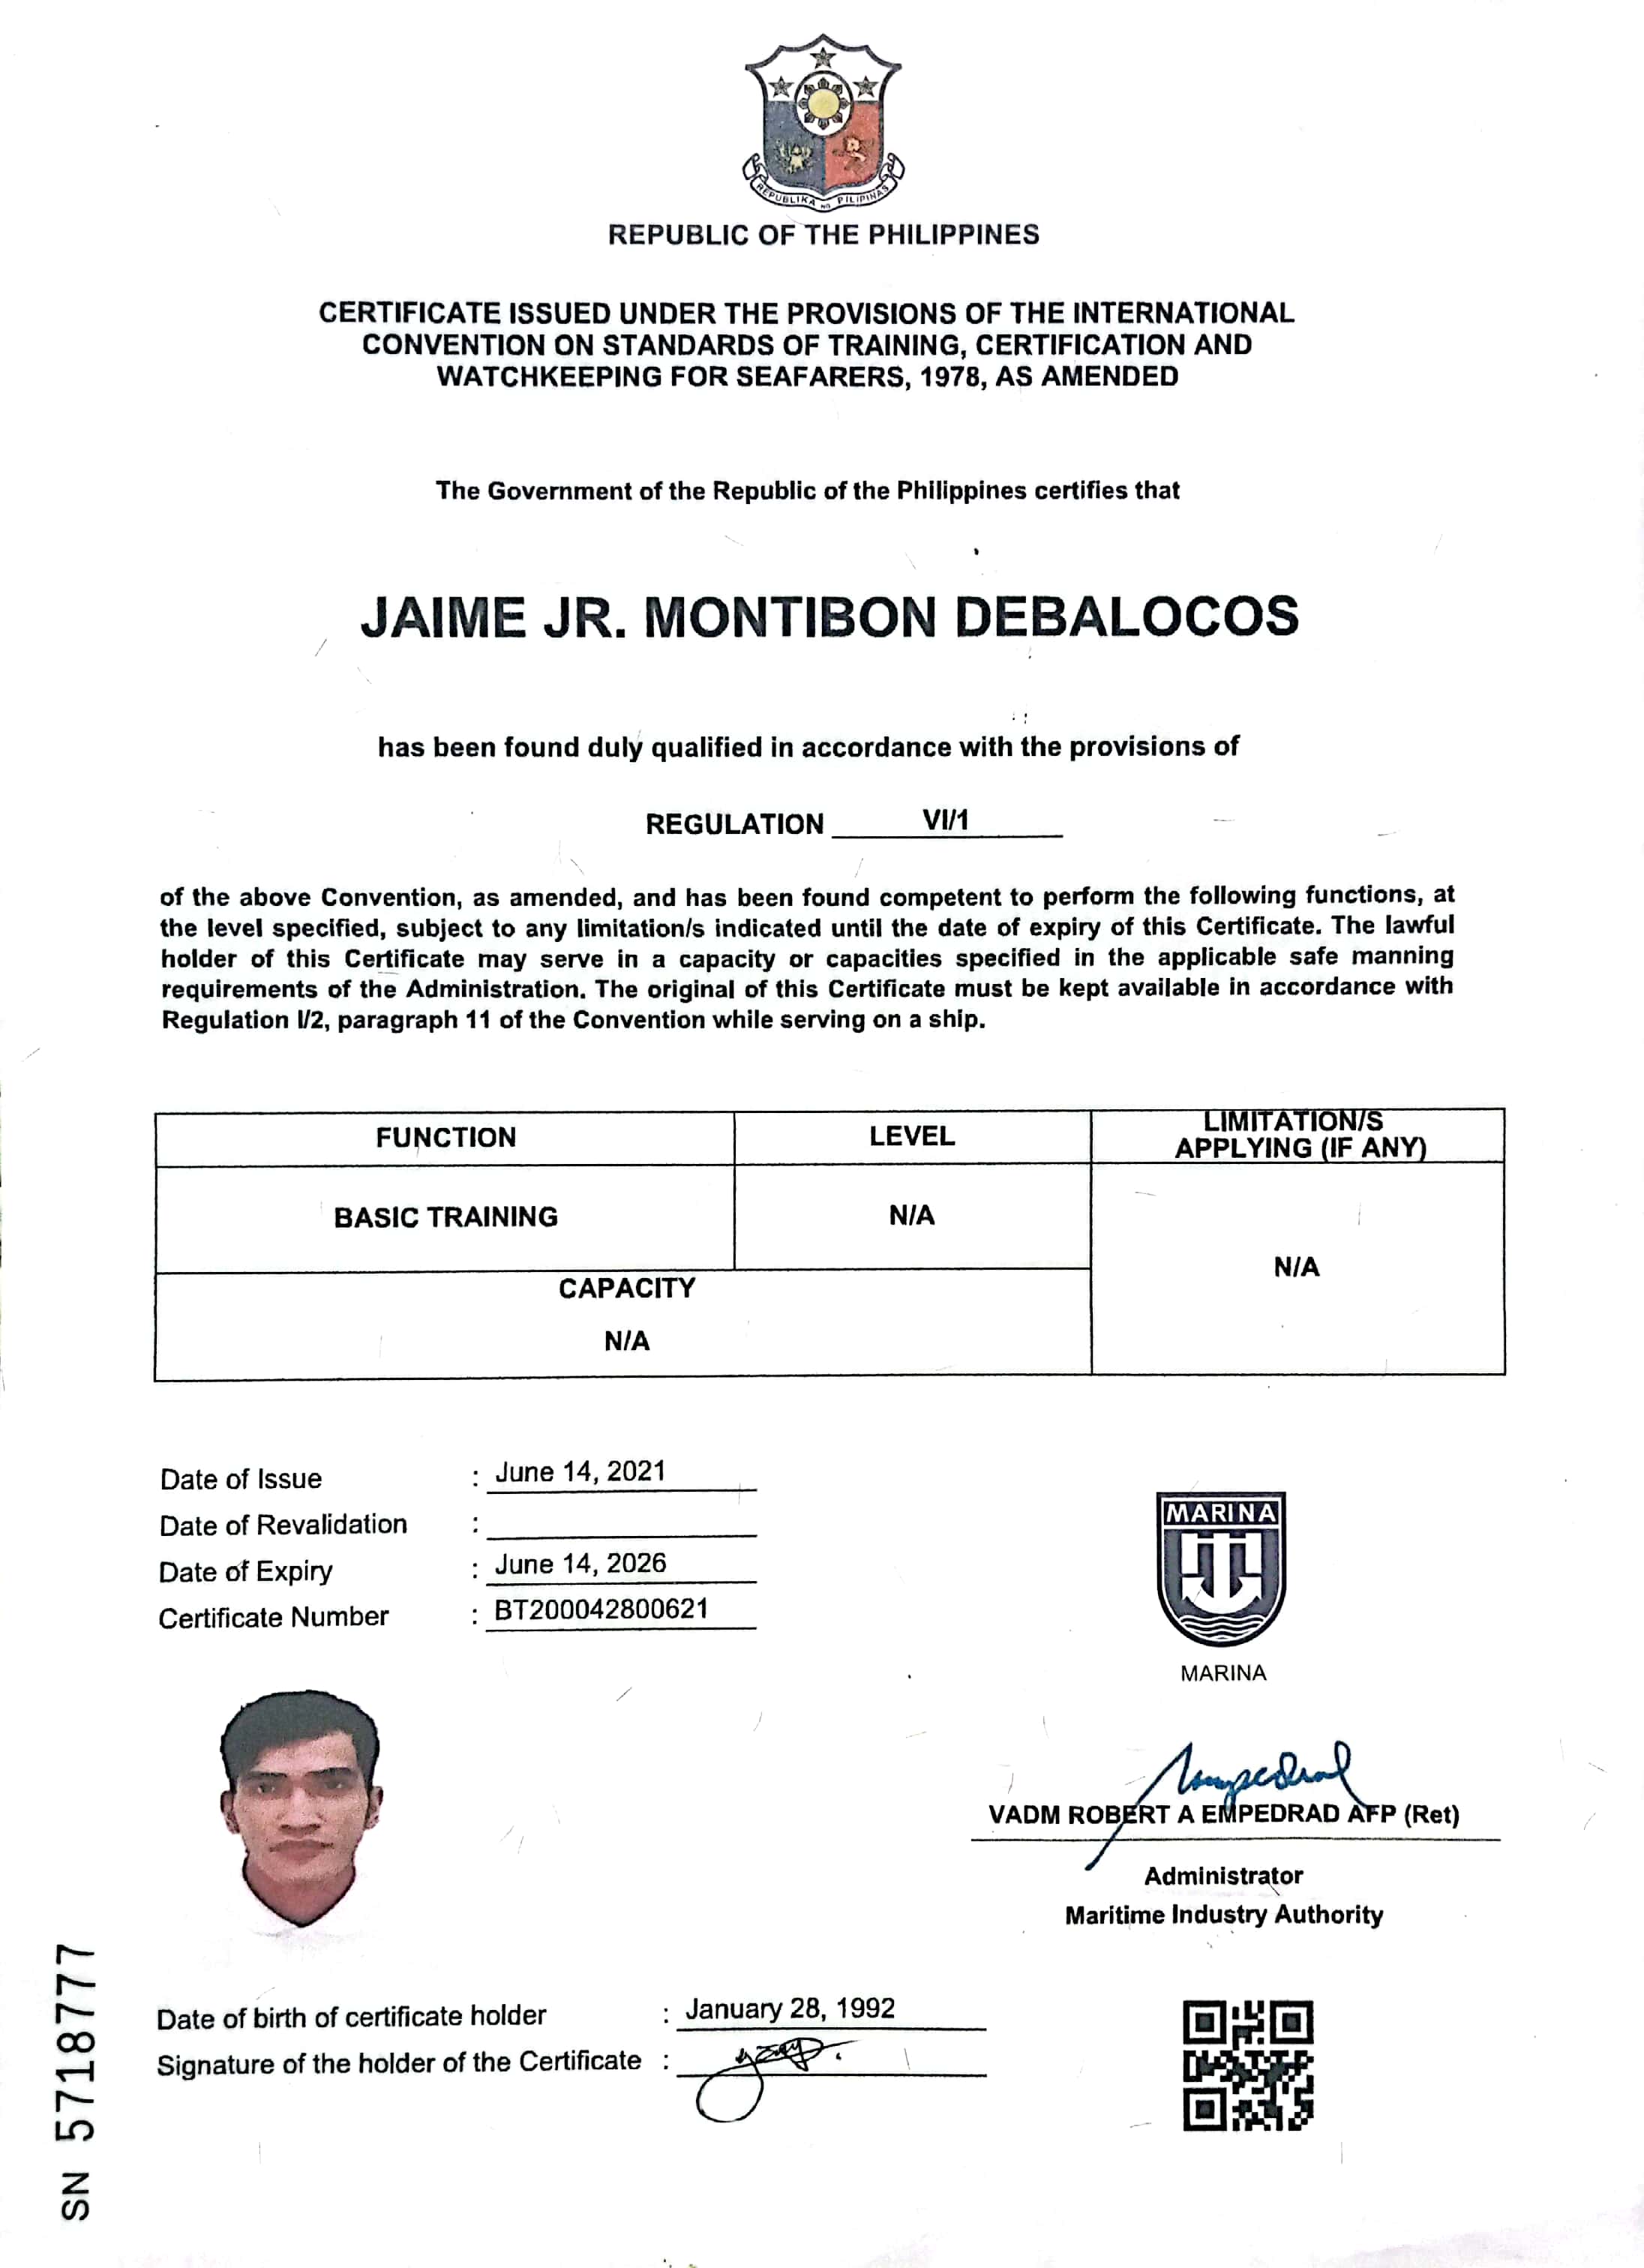 REPUBLIKA NG PILIPINAS
REPUBLIC OF THE PHILIPPINES
CERTIFICATE ISSUED UNDER THE PROVISIONS OF THE INTERNATIONAL
CONVENTION ON STANDARDS OF TRAINING, CERTIFICATION AND
WATCHKEEPING FOR SEAFARERS, 1978, AS AMENDED
The Government of the Republic of the Philippines certifies that
JAIME JR. MONTIBON DEBALOCOS
has been found duly qualified in accordance with the provisions of
REGULATION VI/1
of the above Convention, as amended, and has been found competent to perform the following functions, at
the level specified, subject to any limitation/s indicated until the date of expiry of this Certificate. The lawful
holder of this Certificate may serve in a capacity or capacities specified in the applicable safe manning
requirements of the Administration. The original of this Certificate must be kept available in accordance with
Regulation I/2, paragraph 11 of the Convention while serving on a ship.
FUNCTION LEVEL LIMITATION/S
APPLYING (IF ANY)
BASIC TRAINING N/A
N/A
CAPACITY
N/A
Date of Issue : June 14, 2021
Date of Revalidation :
Date of Expiry : June 14, 2026
Certificate Number : BT200042800621
MARINA
MARINA
VADM ROBERT A EMPEDRAD AFP (Ret)
Administrator
Maritime Industry Authority
Date of birth of certificate holder : January 28, 1992
Signature of the holder of the Certificate :
SN 5718777